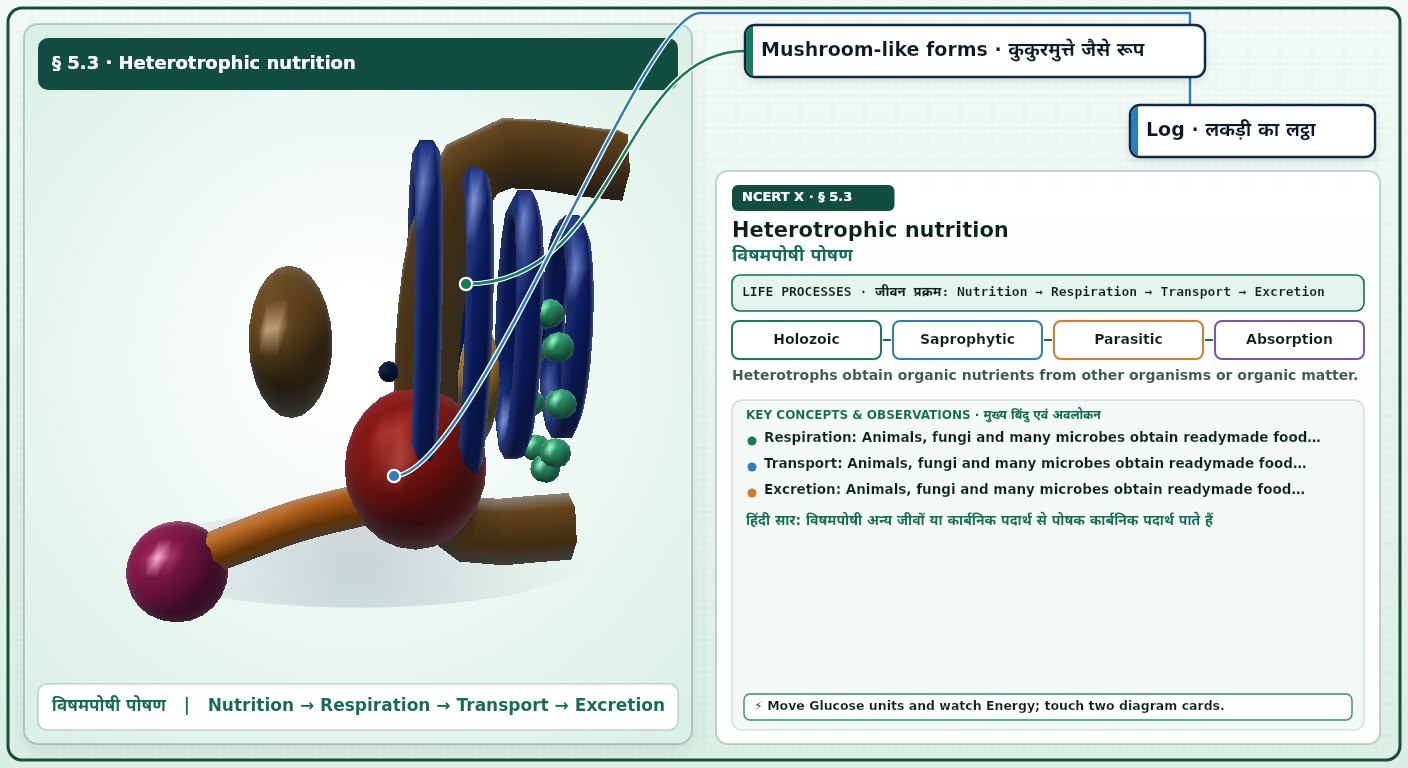 § 5.3 · Heterotrophic nutrition
Mushroom-like forms · कुकुरमुत्ते जैसे रूप
Log · लकड़ी का लट्ठा
NCERT X · § 5.3
Heterotrophic nutrition
विषमपोषी पोषण
LIFE PROCESSES · जीवन प्रक्रम: Nutrition → Respiration → Transport → Excretion
Holozoic
Saprophytic
Parasitic
Absorption
Heterotrophs obtain organic nutrients from other organisms or organic matter.
KEY CONCEPTS & OBSERVATIONS · मुख्य बिंदु एवं अवलोकन
Respiration: Animals, fungi and many microbes obtain readymade food…
Transport: Animals, fungi and many microbes obtain readymade food…
Excretion: Animals, fungi and many microbes obtain readymade food…
हिंदी सार: विषमपोषी अन्य जीवों या कार्बनिक पदार्थ से पोषक कार्बनिक पदार्थ पाते हैं
⚡ Move Glucose units and watch Energy; touch two diagram cards.
विषमपोषी पोषण | Nutrition → Respiration → Transport → Excretion